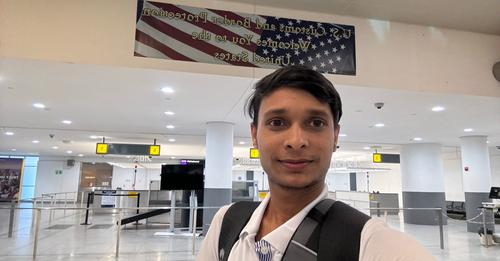 U.S. Customs and Border Protection
Welcomes You to the
United States